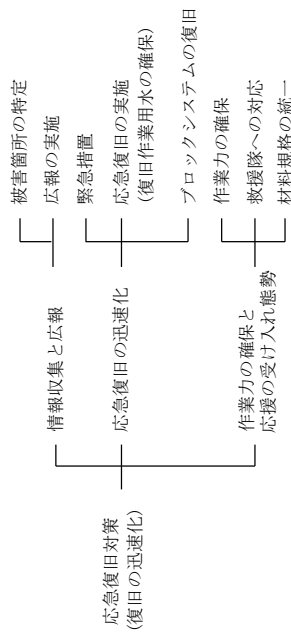 応急復旧対策
(復旧の迅速化)
情報収集と広報
被害箇所の特定
広報の実施
応急復旧の迅速化
緊急措置
応急復旧の実施
(復旧作業用水の確保)
ブロックシステムの復旧
作業力の確保と
応援の受け入れ態勢
作業力の確保
救援隊への対応
材料規格の統一